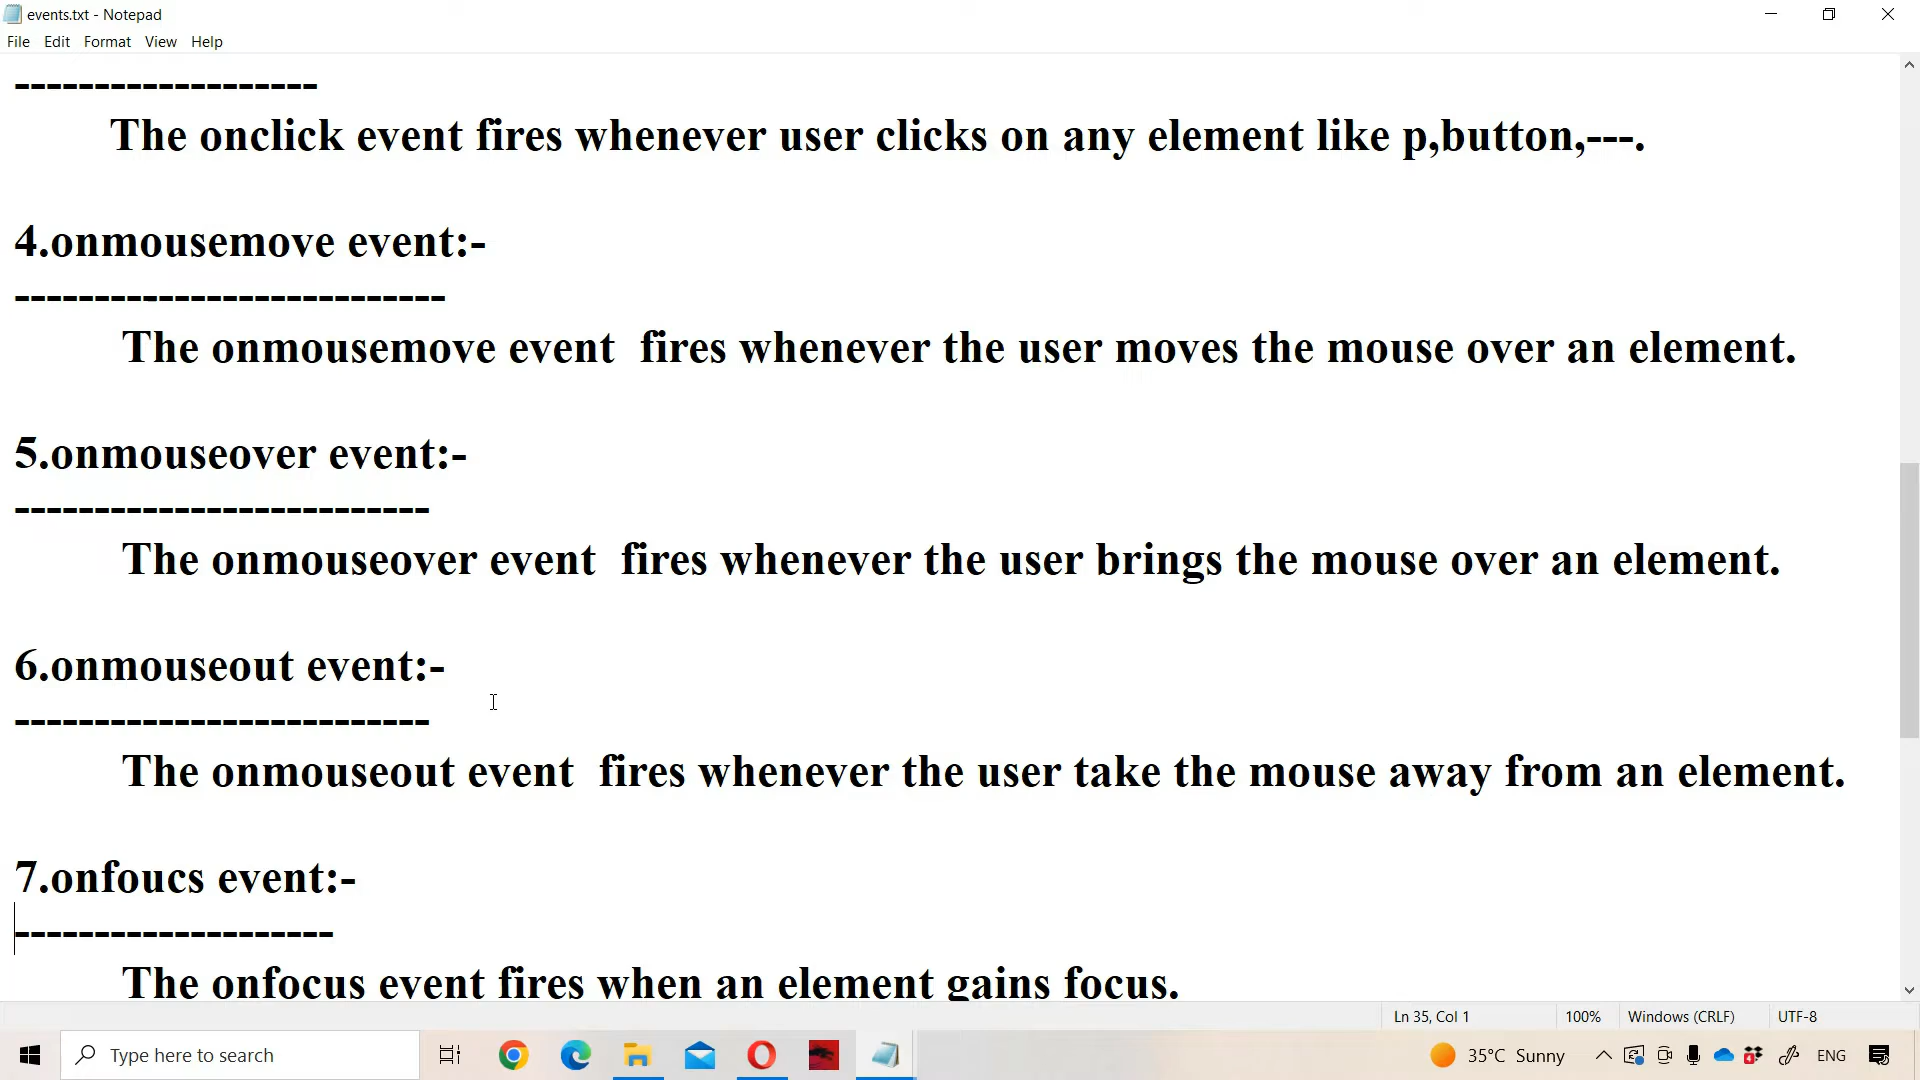 events.txt - Notepad
File Edit Format View Help
-------------------
The onclick event fires whenever user clicks on any element like p,button,---.
4.onmousemove event:-
---------------------------
The onmousemove event  fires whenever the user moves the mouse over an element.
5.onmouseover event:-
--------------------------
The onmouseover event  fires whenever the user brings the mouse over an element.
6.onmouseout event:-
--------------------------
The onmouseout event  fires whenever the user take the mouse away from an element.
7.onfoucs event:-
--------------------
The onfocus event fires when an element gains focus.
Ln 35, Col 1 100% Windows (CRLF) UTF-8
Type here to search 35°C Sunny 4 ENG